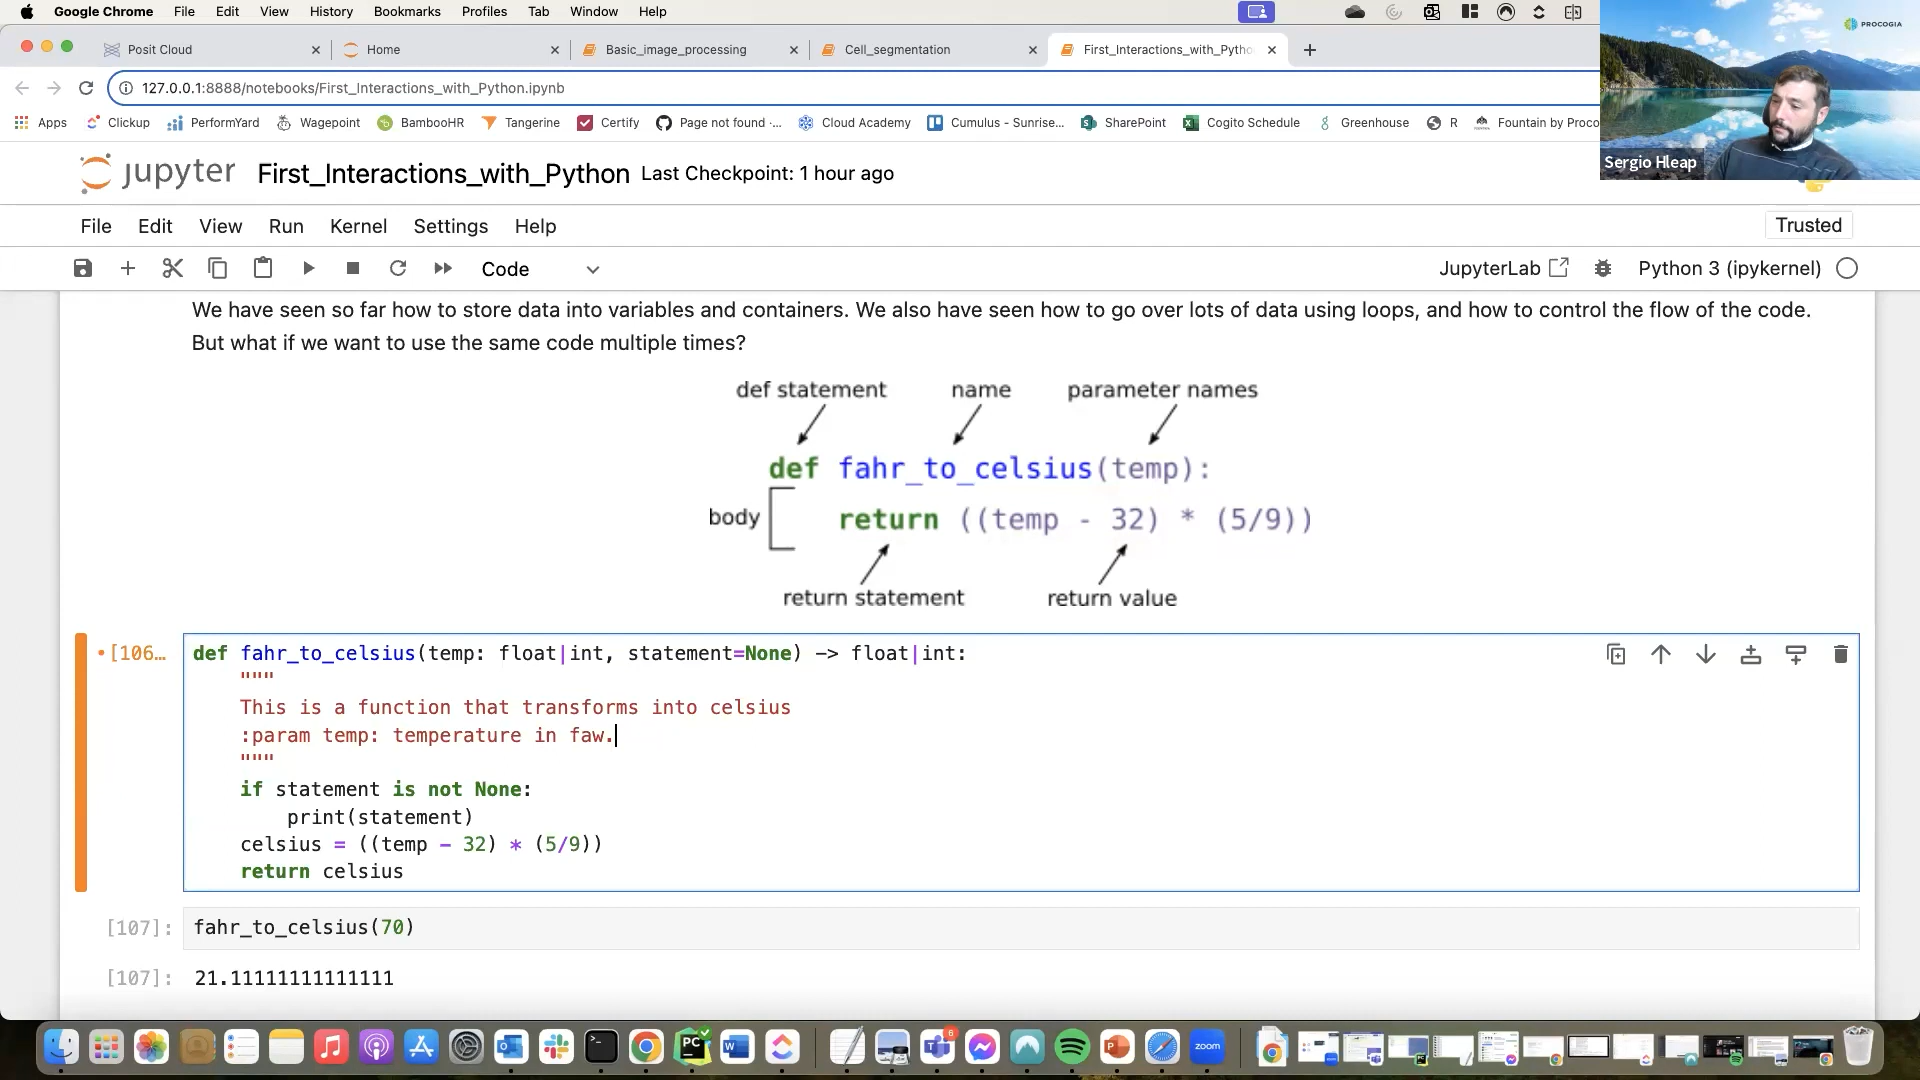 Google Chrome File Edit View History Bookmarks Profiles Tab Window Help
PROCOGIA
Posit Cloud Home Basic_image_processing Cell_segmentation First_Interactions_with_Pytho
127.0.0.1:8888/notebooks/First_Interactions_with_Python.ipynb
Apps Clickup PerformYard Wagepoint BambooHR Tangerine Certify Page not found ·... Cloud Academy Cumulus - Sunrise... SharePoint Cogito Schedule Greenhouse R Fountain by Proco
Sergio Hleap
jupyter First_Interactions_with_Python Last Checkpoint: 1 hour ago
File Edit View Run Kernel Settings Help Trusted
Code JupyterLab Python 3 (ipykernel)
We have seen so far how to store data into variables and containers. We also have seen how to go over lots of data using loops, and how to control the flow of the code.
But what if we want to use the same code multiple times?
def statement name parameter names
def fahr_to_celsius(temp):
body return ((temp - 32) * (5/9))
return statement return value
[106... def fahr_to_celsius(temp: float|int, statement=None) -> float|int:
"""
This is a function that transforms into celsius
:param temp: temperature in faw.
"""
if statement is not None:
print(statement)
celsius = ((temp - 32) * (5/9))
return celsius
[107]: fahr_to_celsius(70)
[107]: 21.11111111111111
PC W 6 P zoom